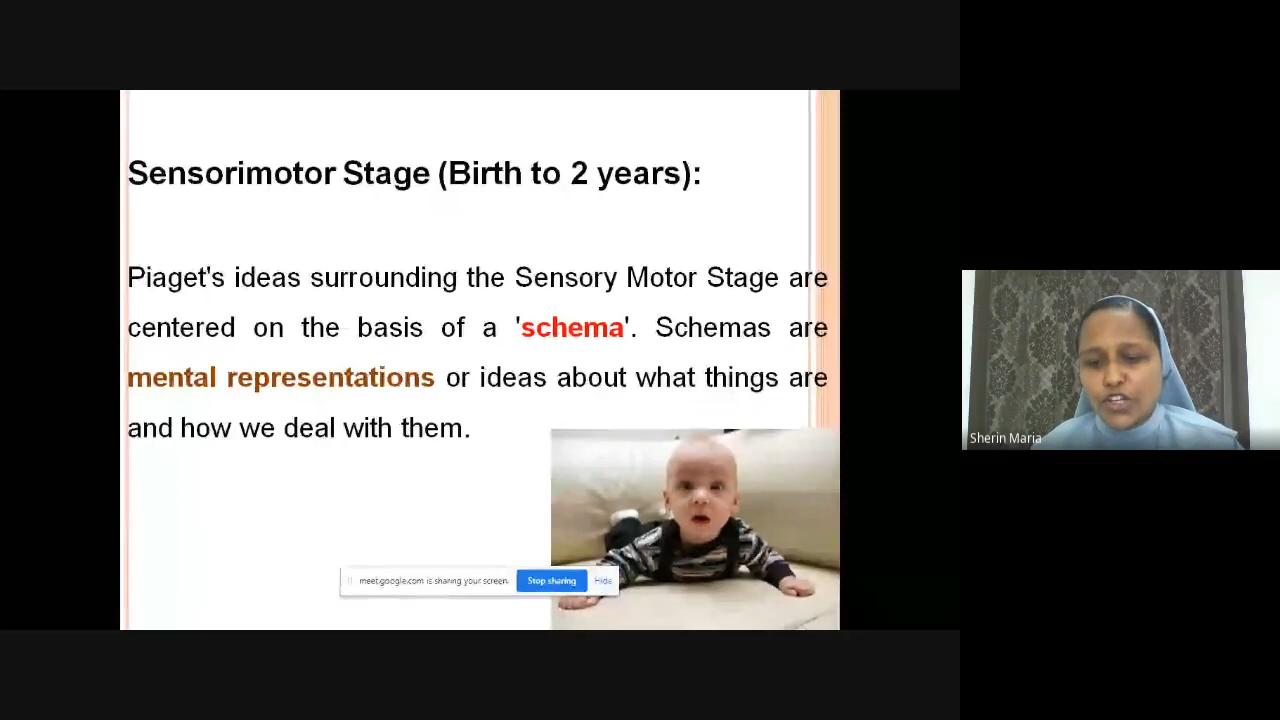 Sensorimotor Stage (Birth to 2 years):
Piaget's ideas surrounding the Sensory Motor Stage are
centered on the basis of a 'schema'. Schemas are
mental representations or ideas about what things are
and how we deal with them.
meet.google.com is sharing your screen. Stop sharing Hide
Sherin Maria